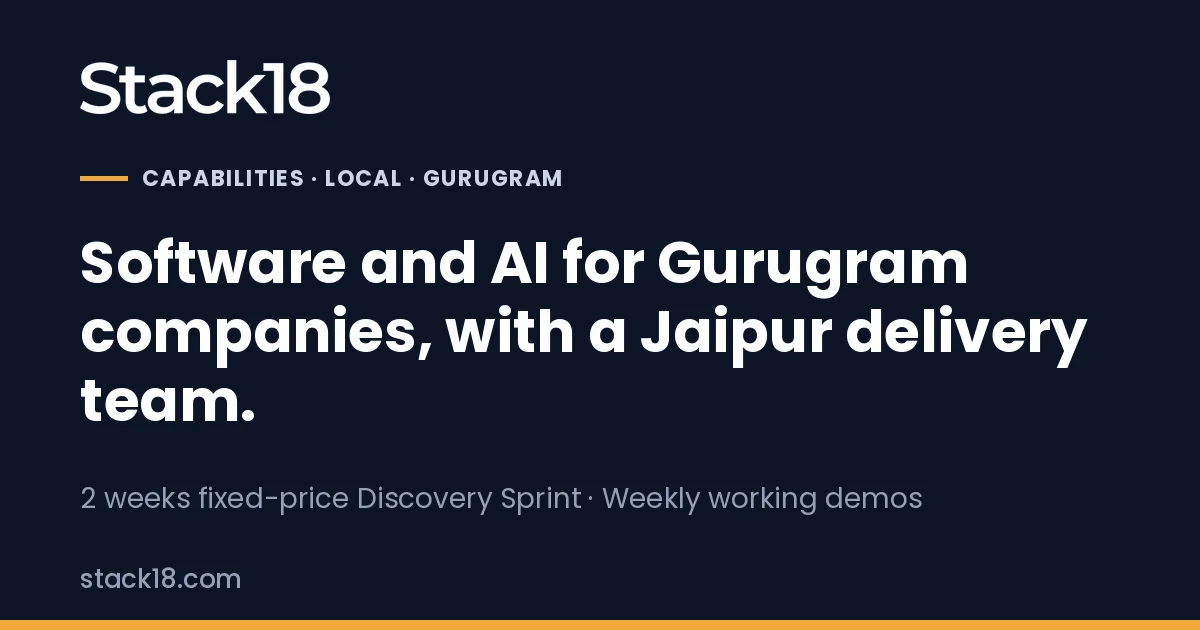 Stack18
CAPABILITIES · LOCAL · GURUGRAM
Software and AI for Gurugram
companies, with a Jaipur delivery
team.
2 weeks fixed-price Discovery Sprint · Weekly working demos
stack18.com